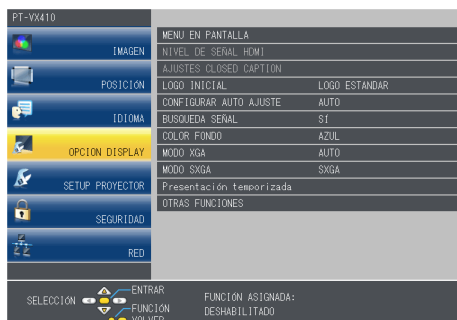 PT-VX410
IMAGEN
POSICIÓN
IDIOMA
OPCION DISPLAY
SETUP PROYECTOR
SEGURIDAD
RED
MENU EN PANTALLA
NIVEL DE SEÑAL HDMI
AJUSTES CLOSED CAPTION
LOGO INICIAL LOGO ESTANDAR
CONFIGURAR AUTO AJUSTE AUTO
BUSQUEDA SEÑAL SÍ
COLOR FONDO AZUL
MODO XGA AUTO
MODO SXGA SXGA
Presentación temporizada
OTRAS FUNCIONES
SELECCIÓN
ENTRAR
FUNCIÓN
VOLVER
FUNCIÓN ASIGNADA:
DESHABILITADO